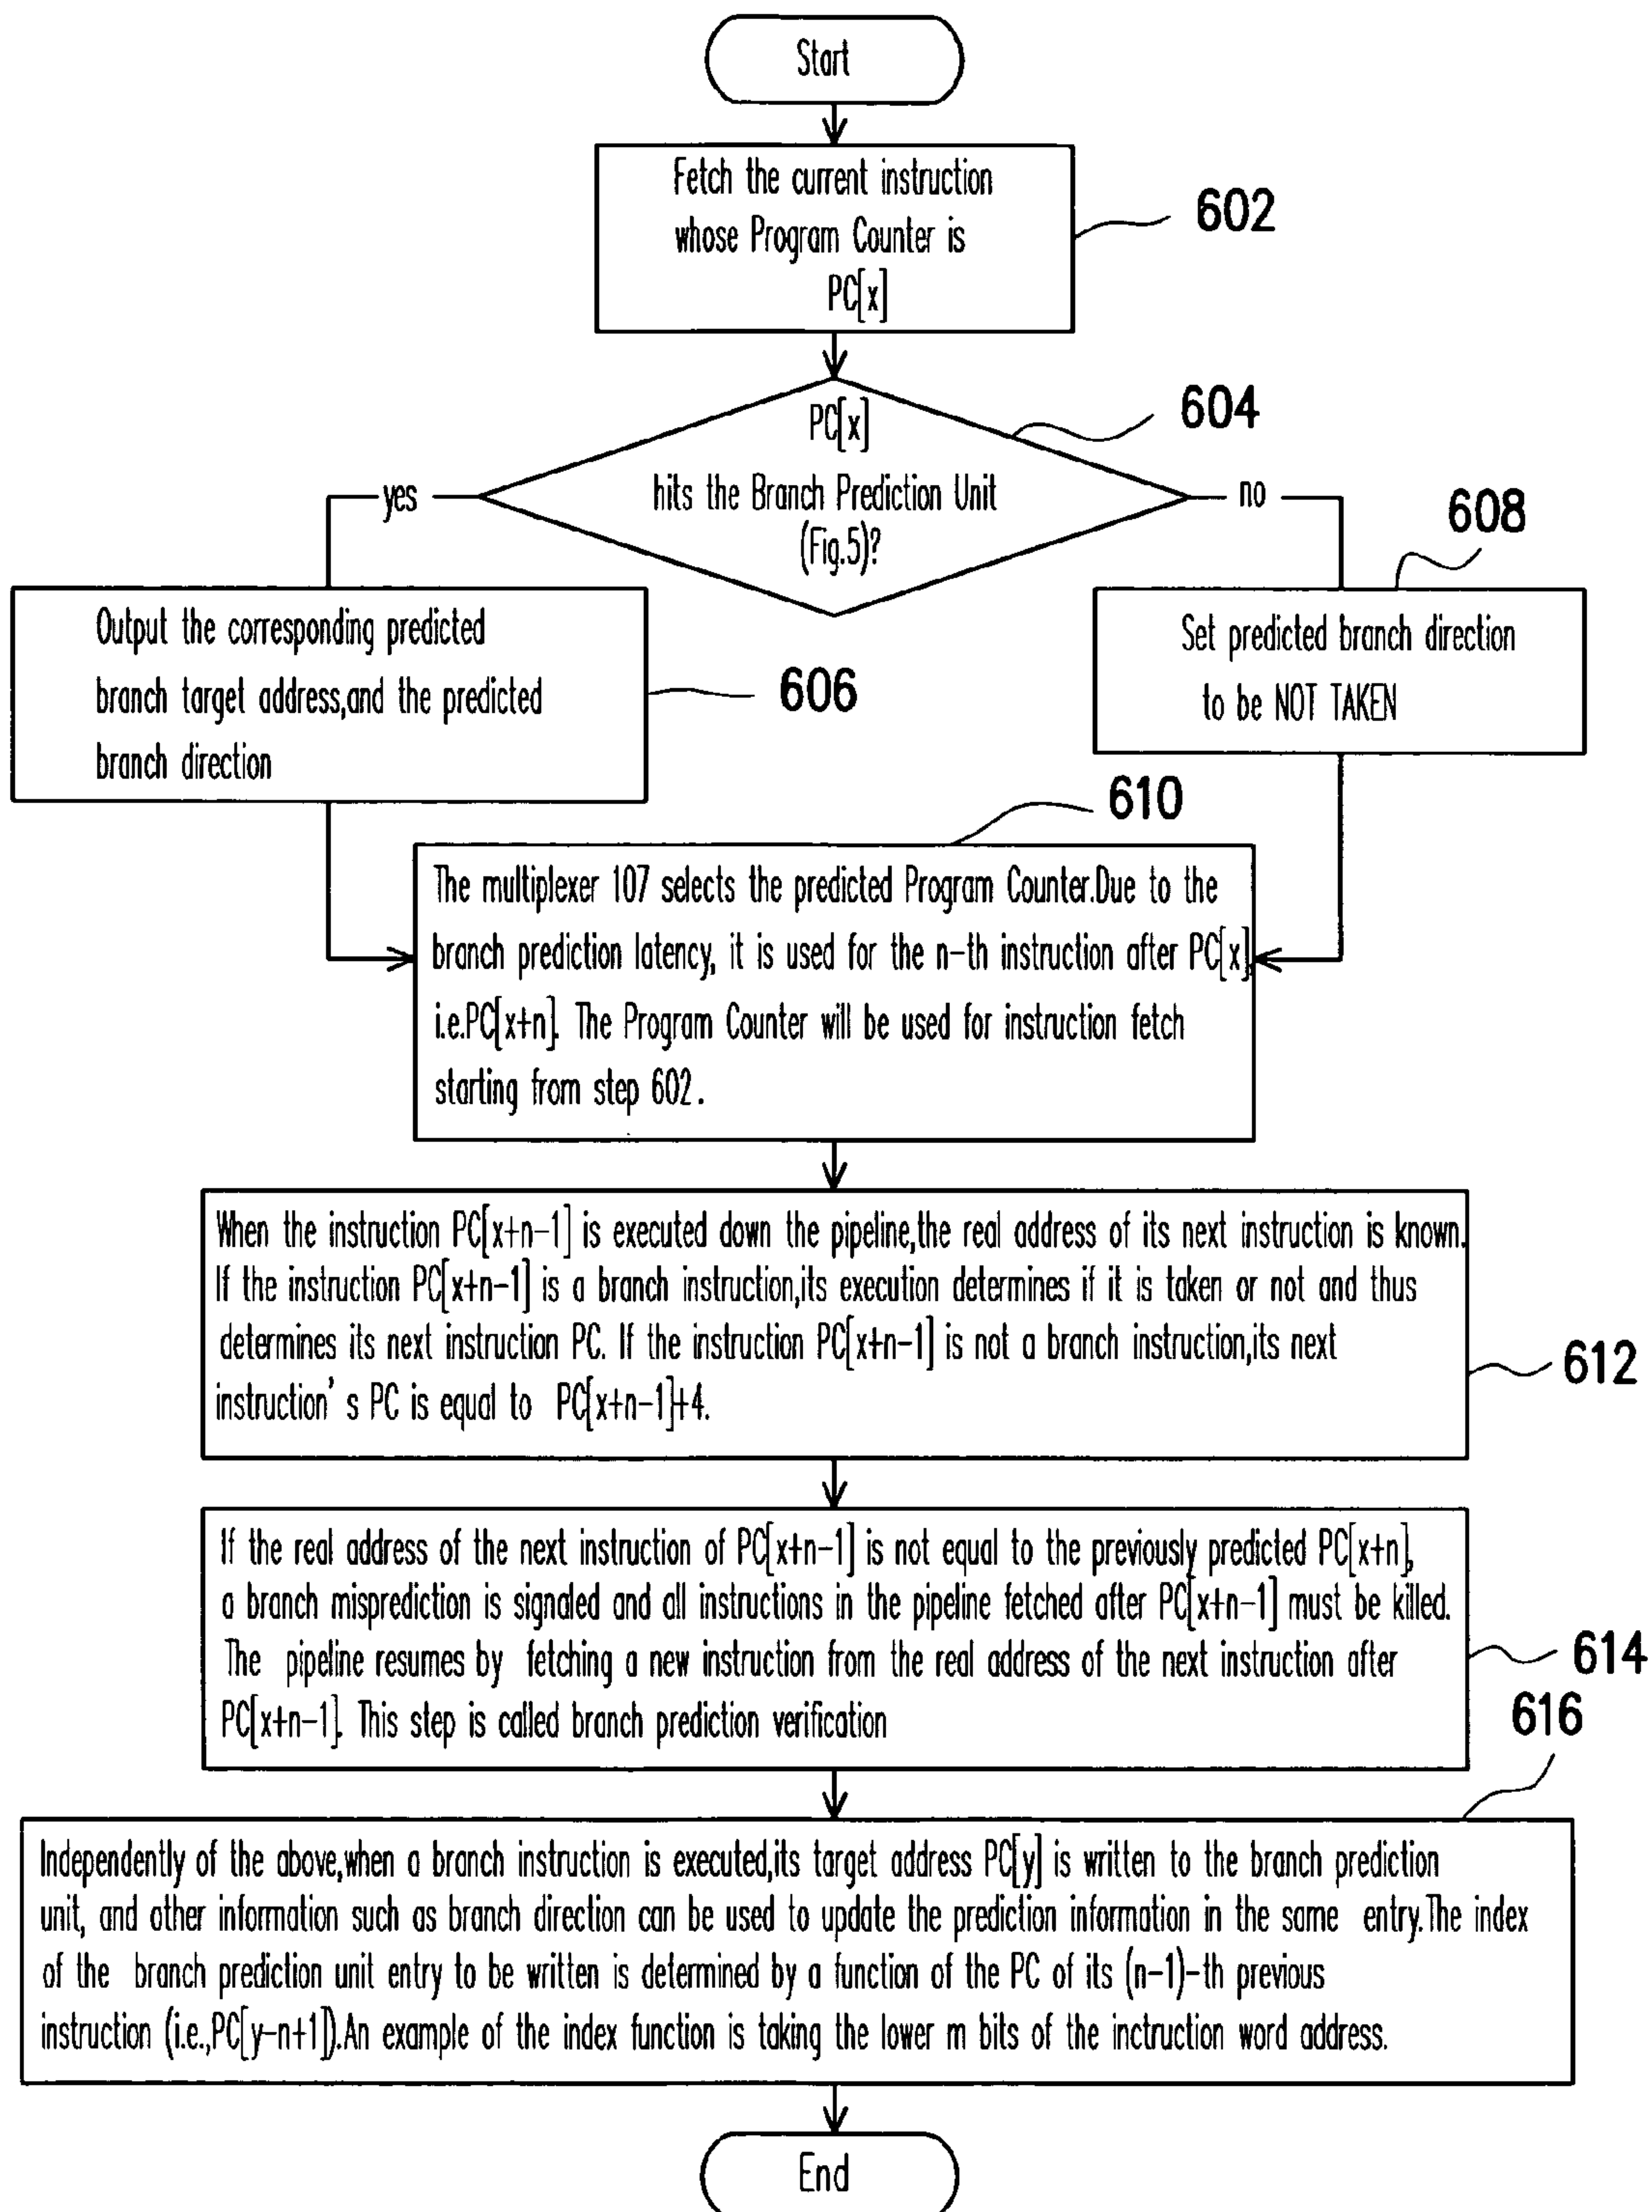 Start
Fetch the current instruction
whose Program Counter is
PC[x]
602
PC[x]
hits the Branch Prediction Unit
(Fig.5)?
604
yes
no
608
Output the corresponding predicted
branch target address,and the predicted
branch direction
606
Set predicted branch direction
to be NOT TAKEN
610
The multiplexer 107 selects the predicted Program Counter.Due to the
branch prediction latency, it is used for the n-th instruction after PC[x]
i.e.PC[x+n]. The Program Counter will be used for instruction fetch
starting from step 602.
When the instruction PC[x+n-1] is executed down the pipeline,the real address of its next instruction is known.
If the instruction PC[x+n-1] is a branch instruction,its execution determines if it is taken or not and thus
determines its next instruction PC. If the instruction PC[x+n-1] is not a branch instruction,its next
instruction's PC is equal to PC[x+n-1]+4.
612
If the real address of the next instruction of PC[x+n-1] is not equal to the previously predicted PC[x+n],
a branch misprediction is signaled and all instructions in the pipeline fetched after PC[x+n-1] must be killed.
The pipeline resumes by fetching a new instruction from the real address of the next instruction after
PC[x+n-1]. This step is called branch prediction verification
614
616
Independently of the above,when a branch instruction is executed,its target address PC[y] is written to the branch prediction
unit, and other information such as branch direction can be used to update the prediction information in the same entry.The index
of the branch prediction unit entry to be written is determined by a function of the PC of its (n-1)-th previous
instruction (i.e.,PC[y-n+1]).An example of the index function is taking the lower m bits of the inctruction word address.
End